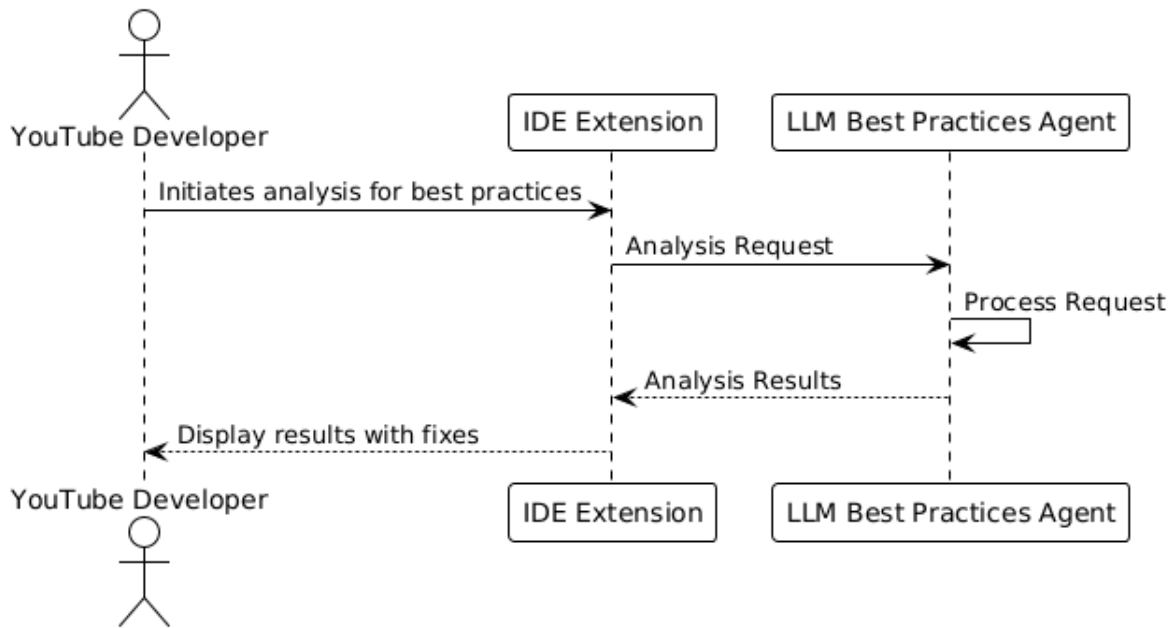 YouTube Developer
IDE Extension
LLM Best Practices Agent
Initiates analysis for best practices
Analysis Request
Process Request
Analysis Results
Display results with fixes
YouTube Developer
IDE Extension
LLM Best Practices Agent